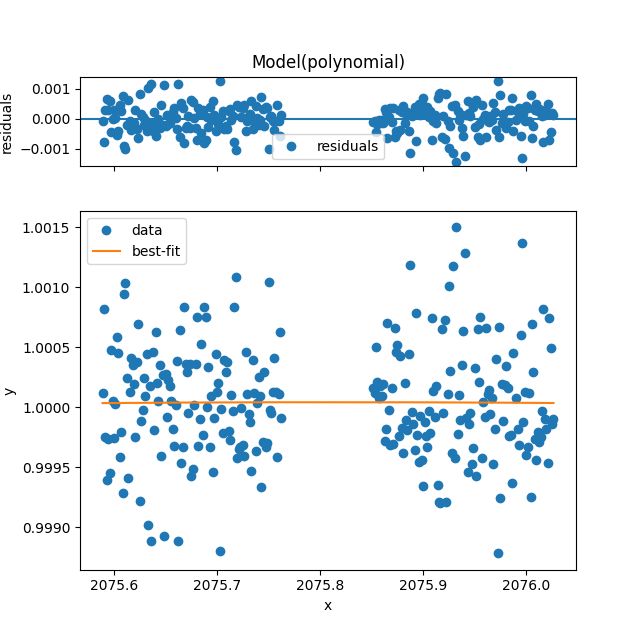 Model(polynomial)
0.001
0.000
−0.001
residuals
residuals
1.0015
1.0010
1.0005
1.0000
0.9995
0.9990
y
data
best-fit
2075.6 2075.7 2075.8 2075.9 2076.0
x